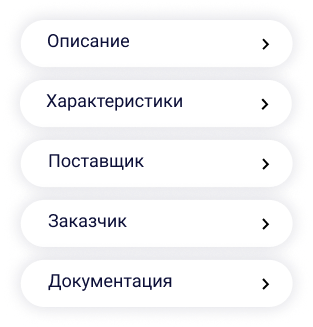 Описание
Характеристики
Поставщик
Заказчик
Документация